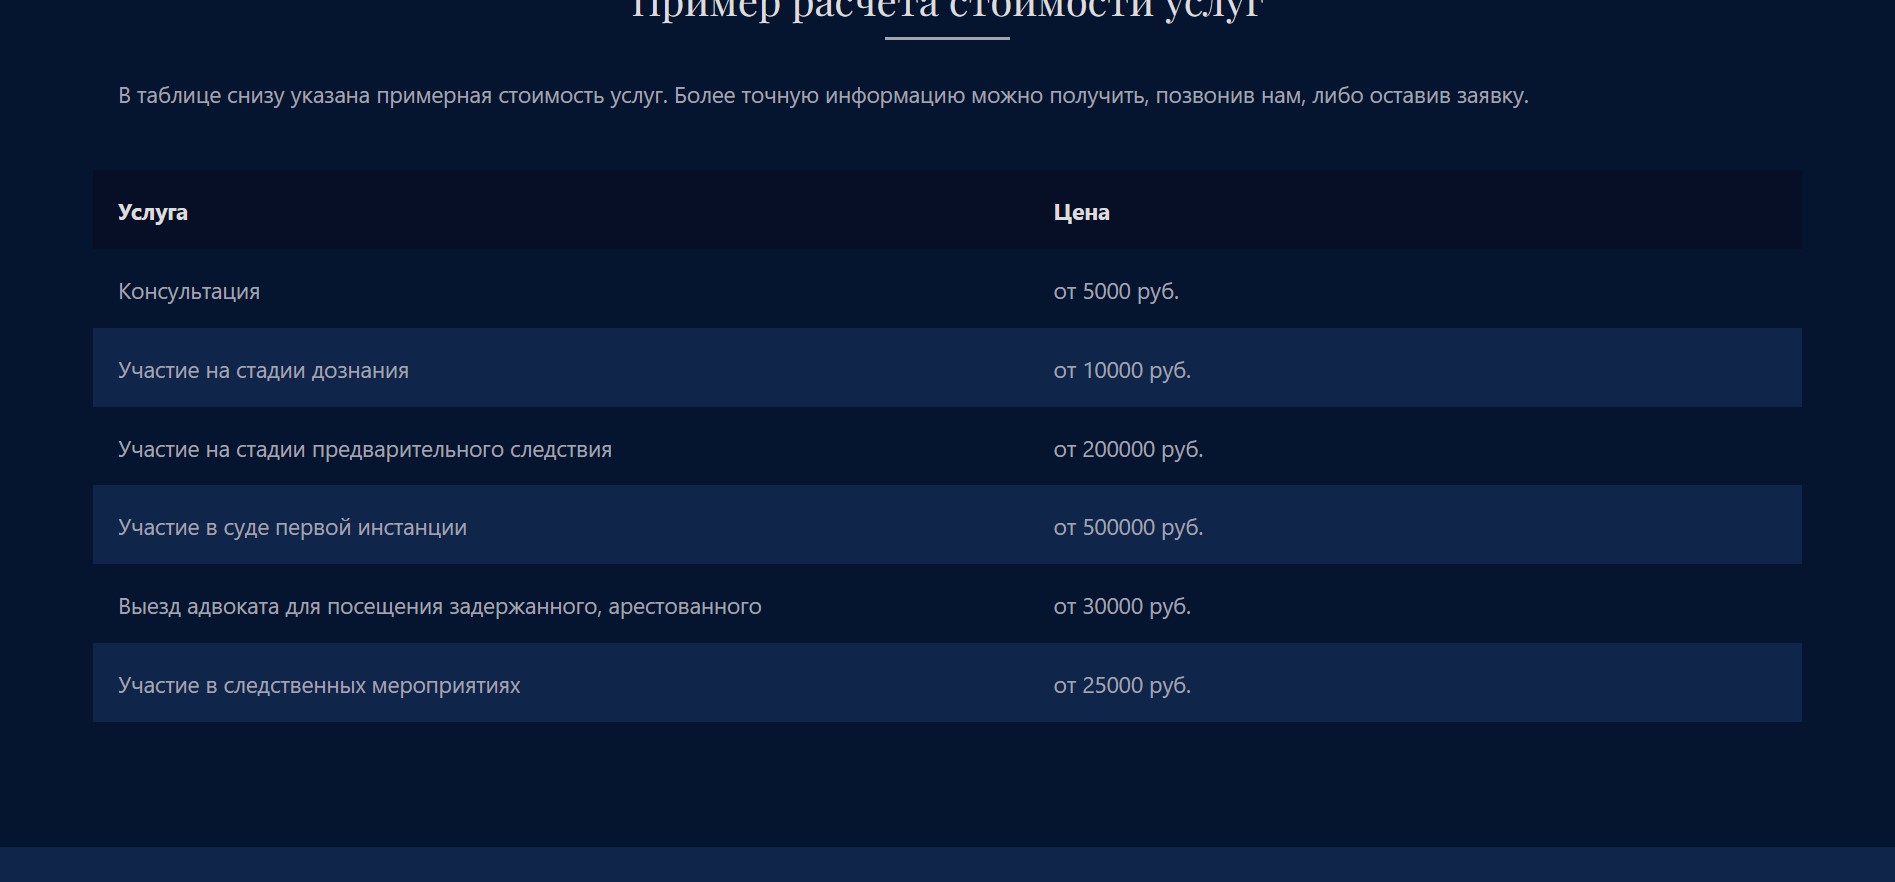 Пример расчета стоимости услуг
В таблице снизу указана примерная стоимость услуг. Более точную информацию можно получить, позвонив нам, либо оставив заявку.
Услуга Цена
Консультация от 5000 руб.
Участие на стадии дознания от 10000 руб.
Участие на стадии предварительного следствия от 200000 руб.
Участие в суде первой инстанции от 500000 руб.
Выезд адвоката для посещения задержанного, арестованного от 30000 руб.
Участие в следственных мероприятиях от 25000 руб.